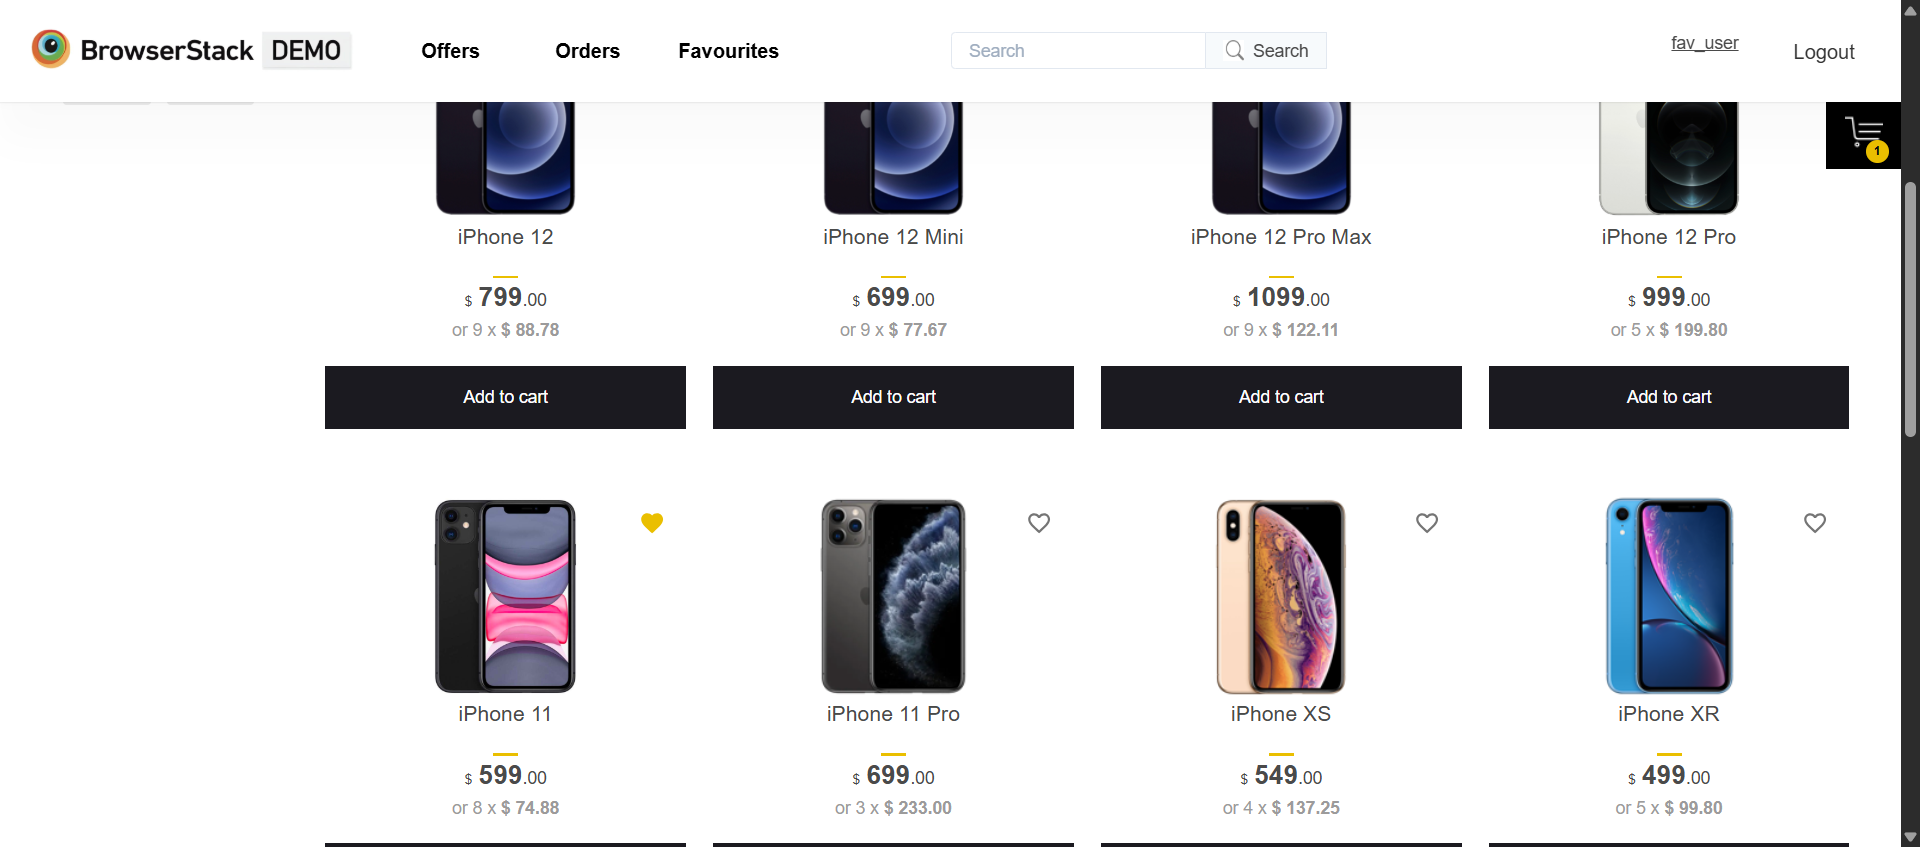 BrowserStack DEMO
Offers
Orders
Favourites
Search
Search
fav_user
Logout
1
iPhone 12
iPhone 12 Mini
iPhone 12 Pro Max
iPhone 12 Pro
$ 799.00
$ 699.00
$ 1099.00
$ 999.00
or 9 x $ 88.78
or 9 x $ 77.67
or 9 x $ 122.11
or 5 x $ 199.80
Add to cart
Add to cart
Add to cart
Add to cart
iPhone 11
iPhone 11 Pro
iPhone XS
iPhone XR
$ 599.00
$ 699.00
$ 549.00
$ 499.00
or 8 x $ 74.88
or 3 x $ 233.00
or 4 x $ 137.25
or 5 x $ 99.80